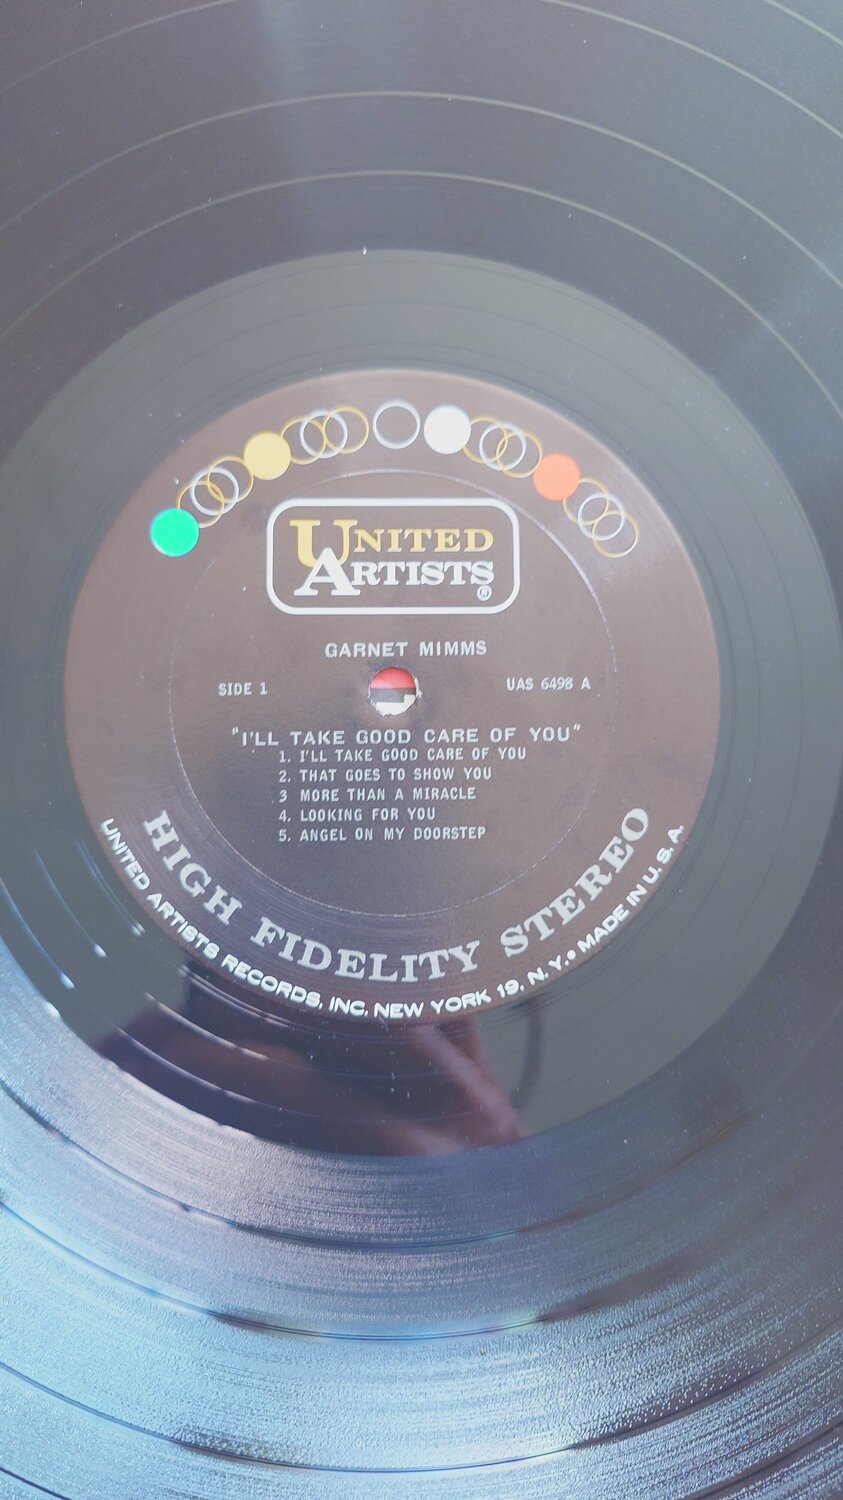 UNITED
ARTISTS®
GARNET MIMMS
SIDE 1
UAS 6498 A
"I'LL TAKE GOOD CARE OF YOU"
1. I'LL TAKE GOOD CARE OF YOU
2. THAT GOES TO SHOW YOU
3 MORE THAN A MIRACLE
4. LOOKING FOR YOU
5. ANGEL ON MY DOORSTEP
HIGH FIDELITY STEREO
UNITED ARTISTS RECORDS, INC. NEW YORK 19, N.Y.• MADE IN U.S.A.